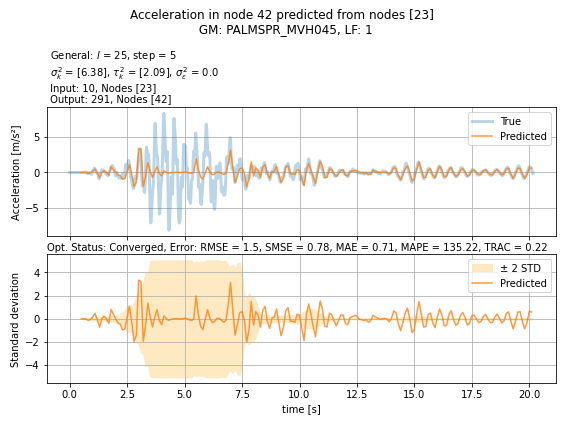 Acceleration in node 42 predicted from nodes [23]
GM: PALMSPR_MVH045, LF: 1
General: l = 25, step = 5
σ²ₖ = [6.38], τ²ₖ = [2.09], σ²ε = 0.0
Input: 10, Nodes [23]
Output: 291, Nodes [42]
Acceleration [m/s²]
5
0
−5
True
Predicted
Opt. Status: Converged, Error: RMSE = 1.5, SMSE = 0.78, MAE = 0.71, MAPE = 135.22, TRAC = 0.22
Standard deviation
4
2
0
−2
−4
± 2 STD
Predicted
0.0 2.5 5.0 7.5 10.0 12.5 15.0 17.5 20.0
time [s]